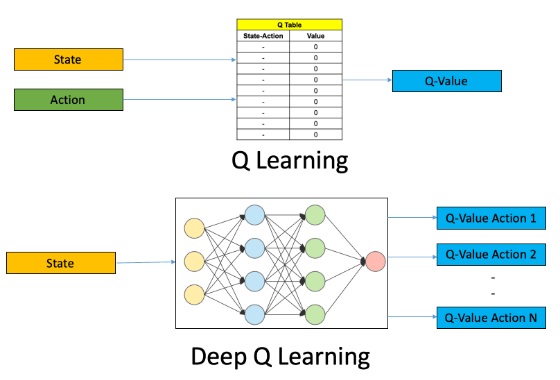 Q Table
State-Action Value
- 0
- 0
- 0
- 0
- 0
- 0
- 0
- 0
- 0
State
Action
Q-Value
Q Learning
State
Q-Value Action 1
Q-Value Action 2
-
-
Q-Value Action N
Deep Q Learning